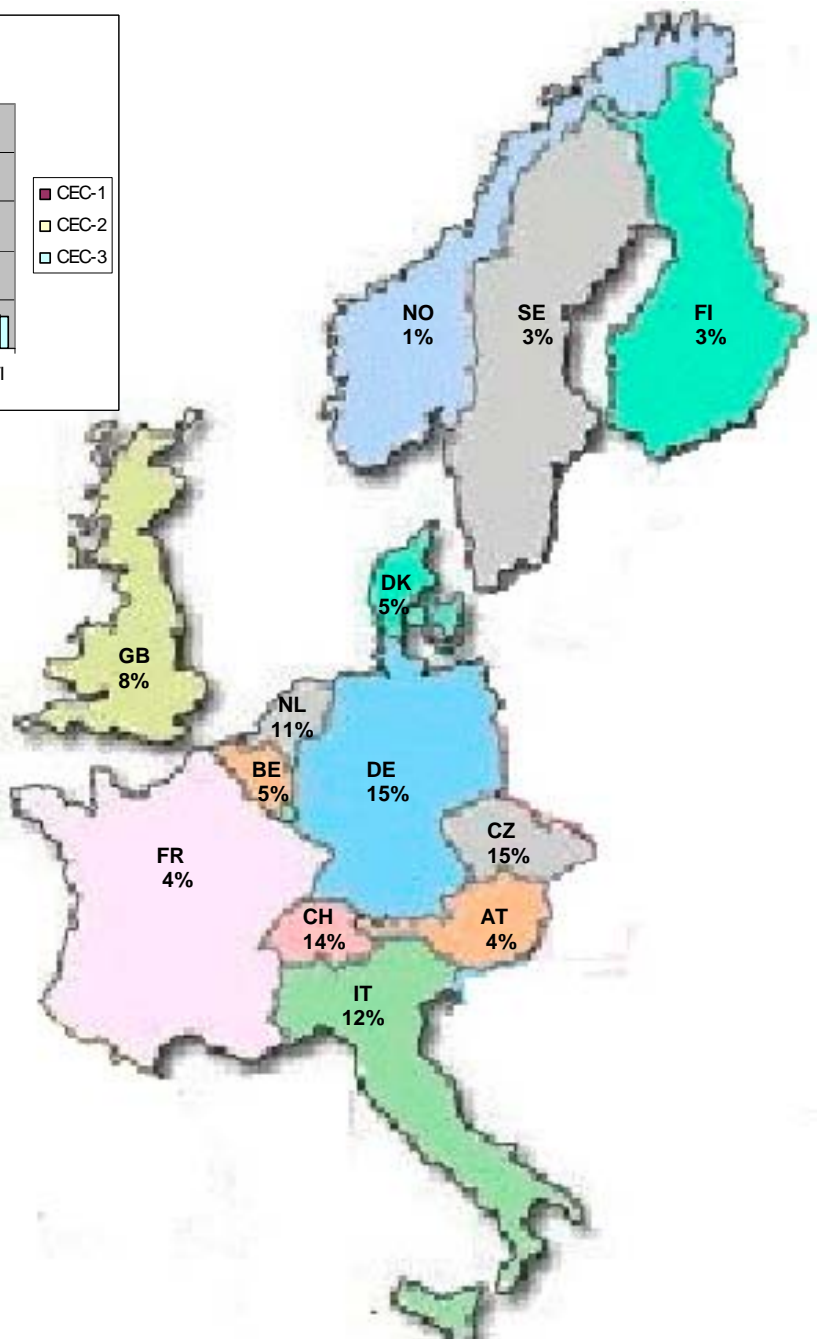 CEC-1
CEC-2
CEC-3
NO
1%
SE
3%
FI
3%
DK
5%
GB
8%
NL
11%
BE
5%
DE
15%
CZ
15%
FR
4%
CH
14%
AT
4%
IT
12%